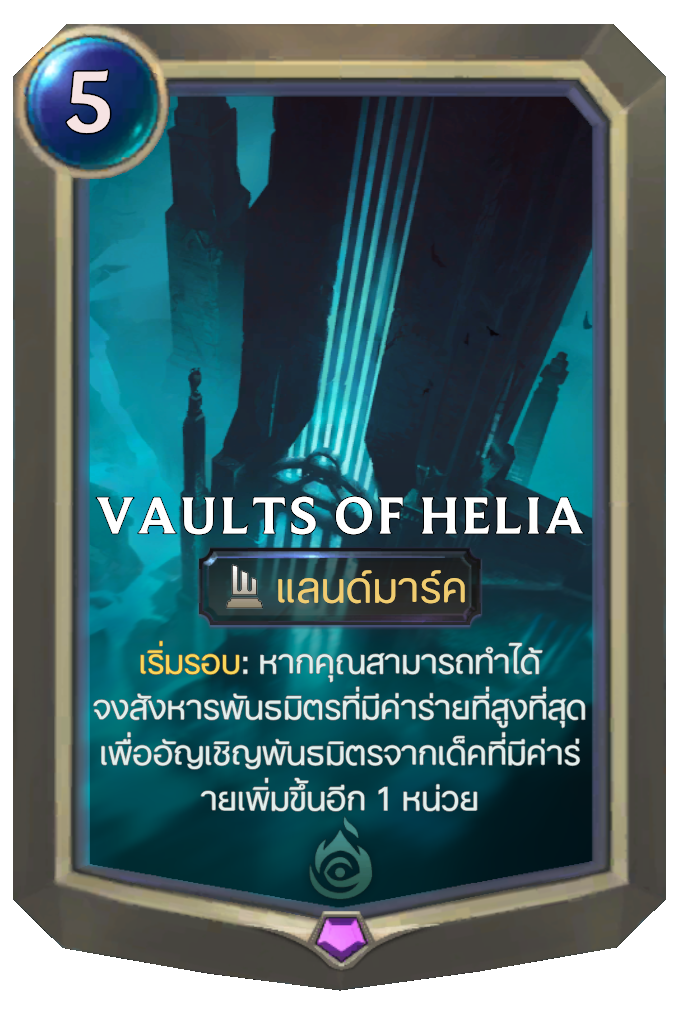 5
VAULTS OF HELIA
แลนด์มาร์ค
เริ่มรอบ: หากคุณสามารถทำได้
จงสังหารพันธมิตรที่มีค่าร่ายที่สูงที่สุด
เพื่ออัญเชิญพันธมิตรจากเด็คที่มีค่าร่
ายเพิ่มขึ้นอีก 1 หน่วย